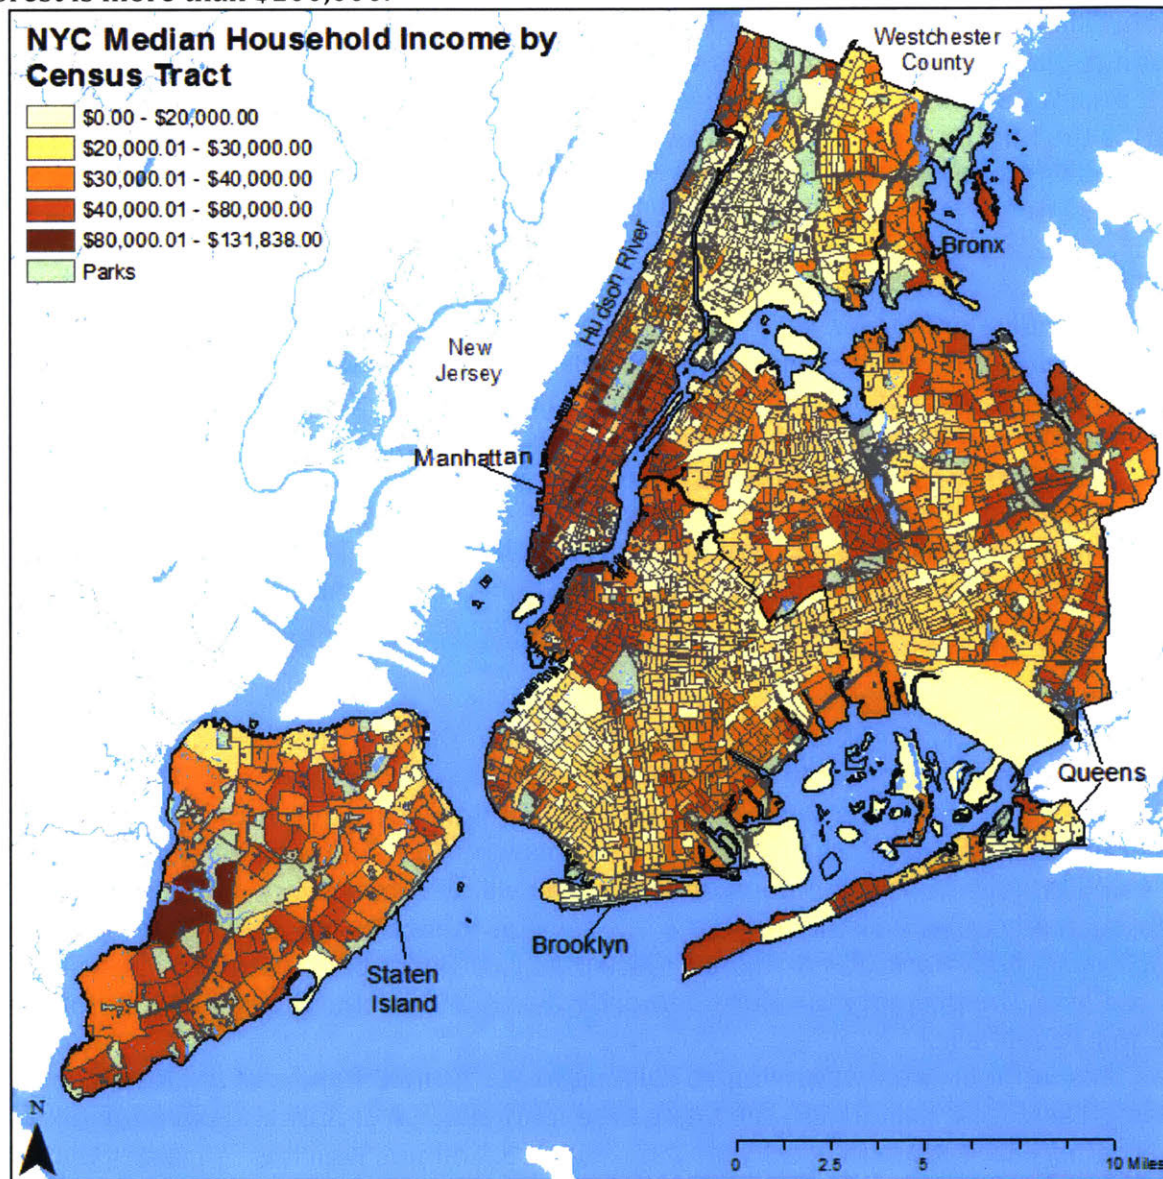 NYC Median Household Income by
Census Tract
$0.00 - $20,000.00
$20,000.01 - $30,000.00
$30,000.01 - $40,000.00
$40,000.01 - $80,000.00
$80,000.01 - $131,838.00
Parks
Westchester
County
Bronx
Hudson River
New
Jersey
Manhattan
Queens
Brooklyn
Staten
Island
N
0 2.5 5 10 Miles